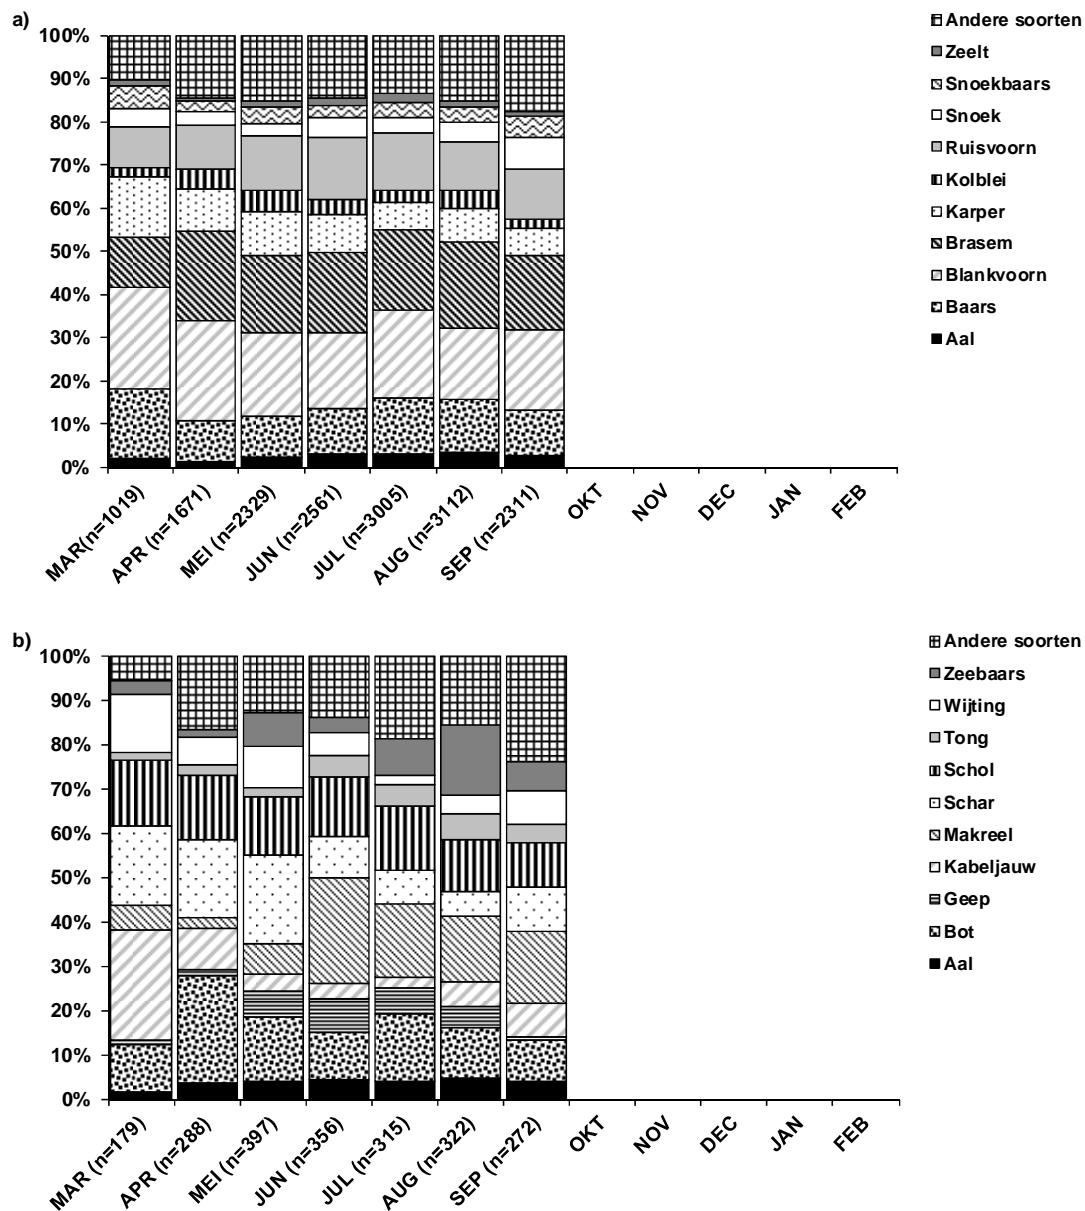 a)
100%
90%
80%
70%
60%
50%
40%
30%
20%
10%
0%
MAR(n=1019)
APR (n=1671)
MEI (n=2329)
JUN (n=2561)
JUL (n=3005)
AUG (n=3112)
SEP (n=2311)
OKT
NOV
DEC
JAN
FEB
Andere soorten
Zeelt
Snoekbaars
Snoek
Ruisvoorn
Kolblei
Karper
Brasem
Blankvoorn
Baars
Aal
b)
100%
90%
80%
70%
60%
50%
40%
30%
20%
10%
0%
MAR (n=179)
APR (n=288)
MEI (n=397)
JUN (n=356)
JUL (n=315)
AUG (n=322)
SEP (n=272)
OKT
NOV
DEC
JAN
FEB
Andere soorten
Zeebaars
Wijting
Tong
Schol
Schar
Makreel
Kabeljauw
Geep
Bot
Aal